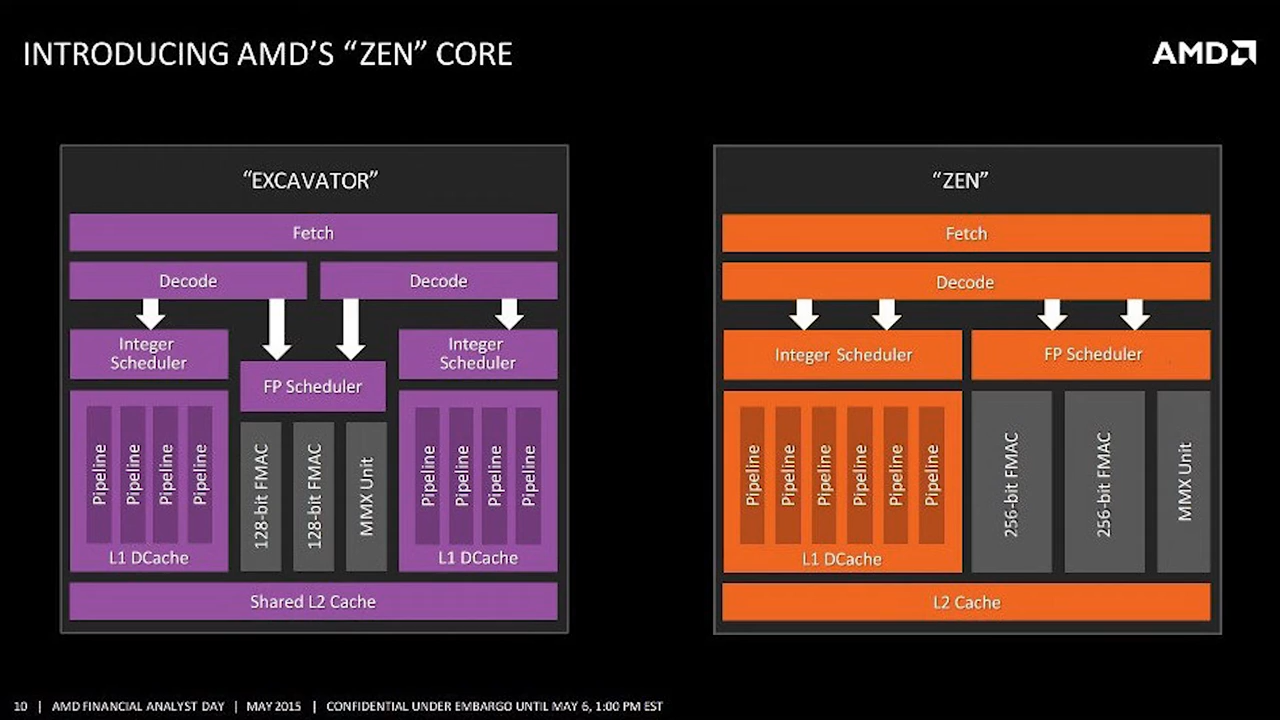 INTRODUCING AMD'S “ZEN” CORE
AMD
“EXCAVATOR”
Fetch
Decode
Decode
Integer
Scheduler
FP Scheduler
Integer
Scheduler
Pipeline
Pipeline
Pipeline
Pipeline
L1 DCache
128-bit FMAC
128-bit FMAC
MMX Unit
Pipeline
Pipeline
Pipeline
Pipeline
L1 DCache
Shared L2 Cache
“ZEN”
Fetch
Decode
Integer Scheduler
FP Scheduler
Pipeline
Pipeline
Pipeline
Pipeline
Pipeline
Pipeline
L1 DCache
256-bit FMAC
256-bit FMAC
MMX Unit
L2 Cache
10 | AMD FINANCIAL ANALYST DAY | MAY 2015 | CONFIDENTIAL UNDER EMBARGO UNTIL MAY 6, 1:00 PM EST